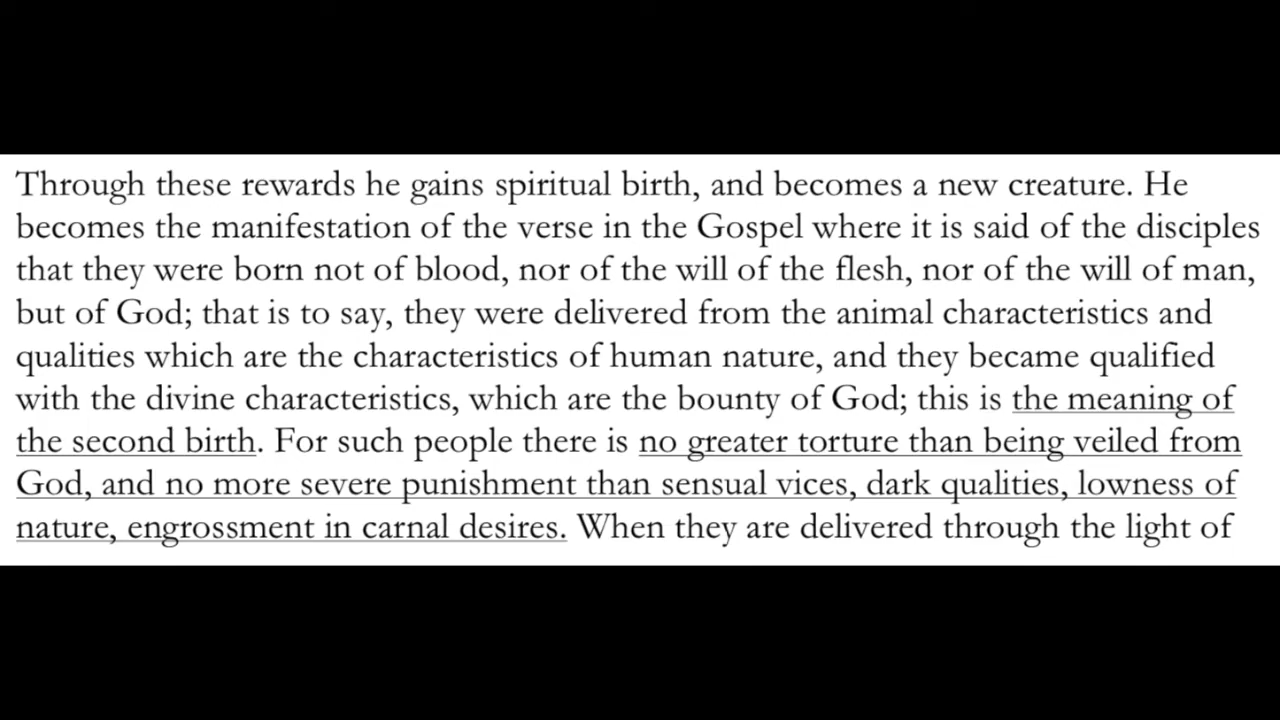 Through these rewards he gains spiritual birth, and becomes a new creature. He
becomes the manifestation of the verse in the Gospel where it is said of the disciples
that they were born not of blood, nor of the will of the flesh, nor of the will of man,
but of God; that is to say, they were delivered from the animal characteristics and
qualities which are the characteristics of human nature, and they became qualified
with the divine characteristics, which are the bounty of God; this is the meaning of
the second birth. For such people there is no greater torture than being veiled from
God, and no more severe punishment than sensual vices, dark qualities, lowness of
nature, engrossment in carnal desires. When they are delivered through the light of